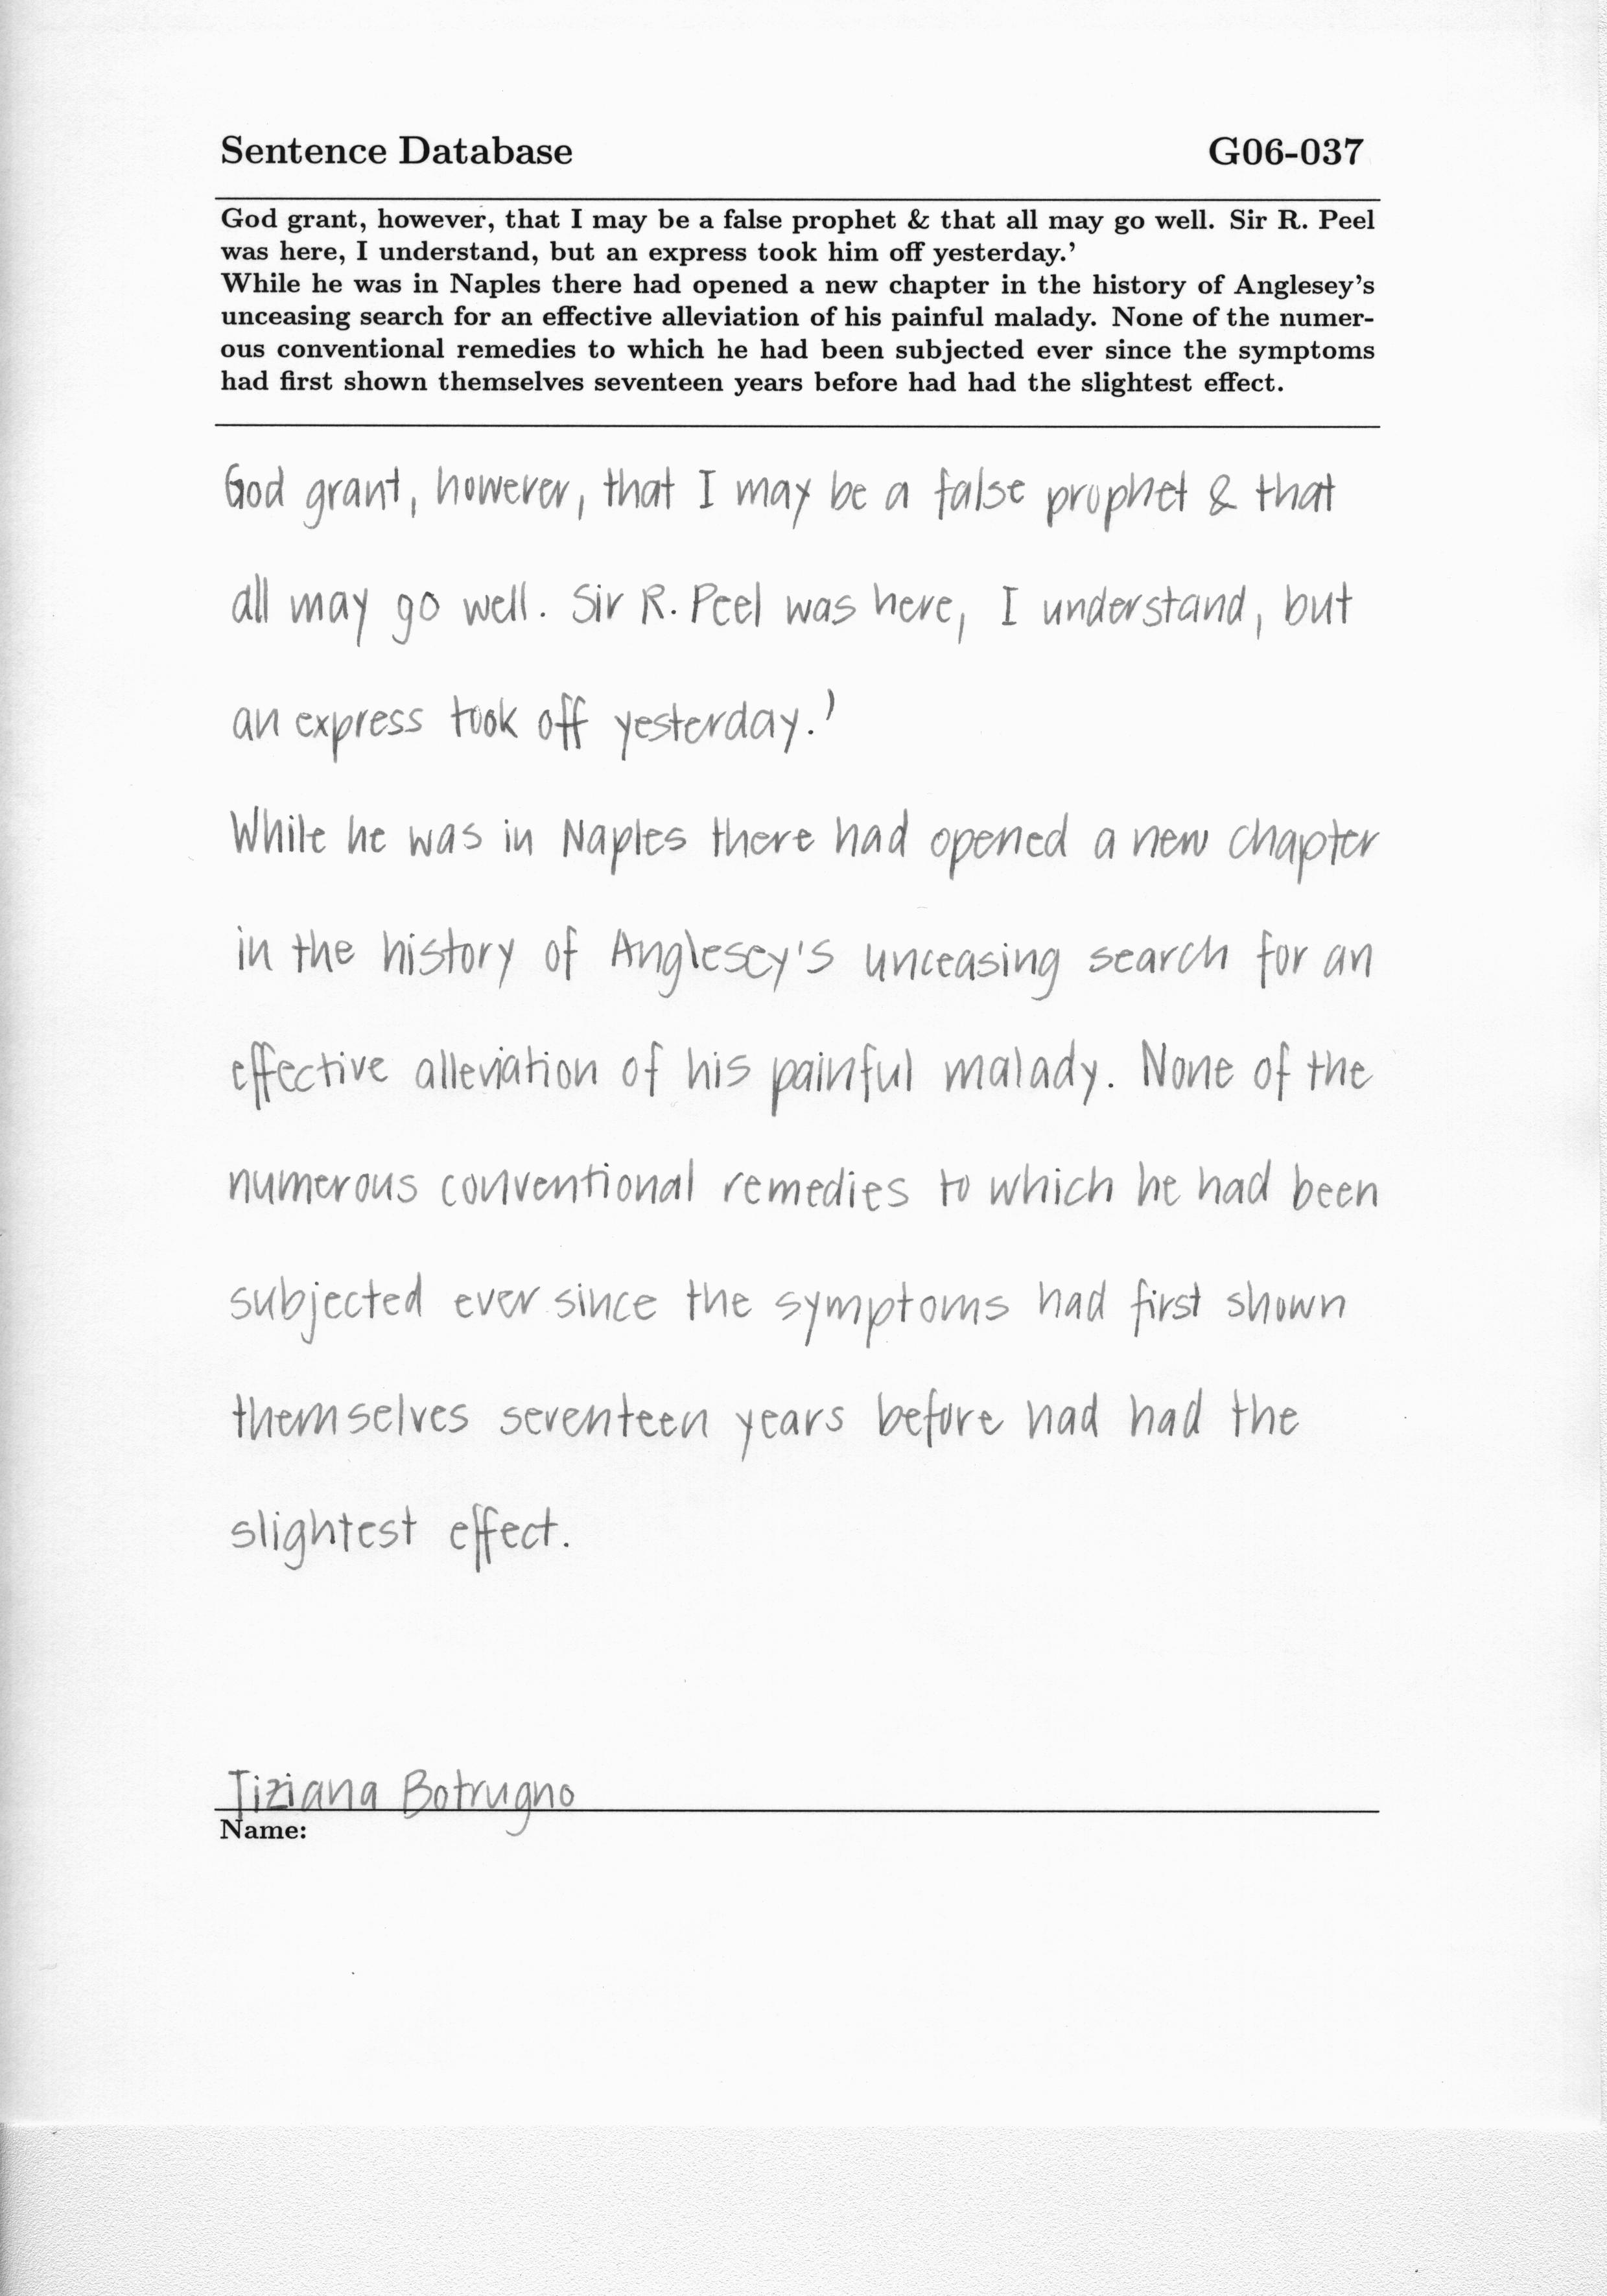 Sentence Database G06-037
God grant, however, that I may be a false prophet & that all may go well. Sir R. Peel
was here, I understand, but an express took him off yesterday.'
While he was in Naples there had opened a new chapter in the history of Anglesey's
unceasing search for an effective alleviation of his painful malady. None of the numer-
ous conventional remedies to which he had been subjected ever since the symptoms
had first shown themselves seventeen years before had had the slightest effect.
God grant, however, that I may be a false prophet & that
all may go well. Sir R. Peel was here, I understand, but
an express took off yesterday.'
While he was in Naples there had opened a new chapter
in the history of Anglesey's unceasing search for an
effective alleviation of his painful malady. None of the
numerous conventional remedies to which he had been
subjected ever since the symptoms had first shown
themselves seventeen years before had had the
slightest effect.
Tiziana Botrugno
Name: